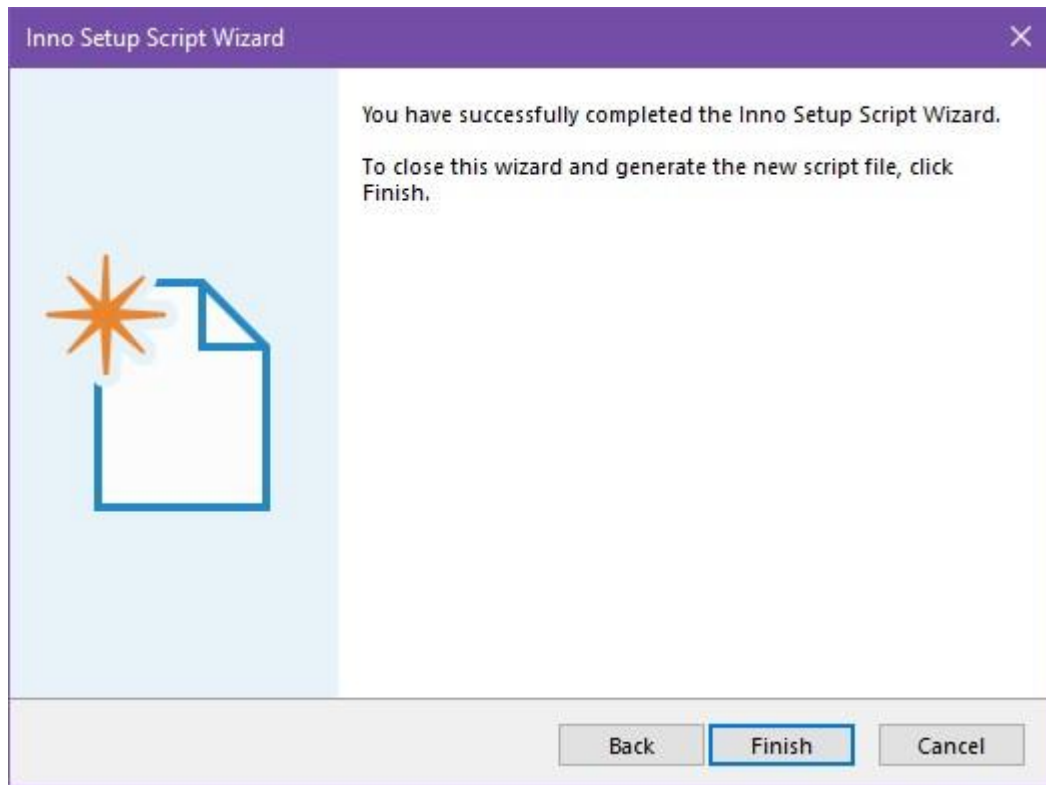 Inno Setup Script Wizard
You have successfully completed the Inno Setup Script Wizard.
To close this wizard and generate the new script file, click
Finish.
Back
Finish
Cancel